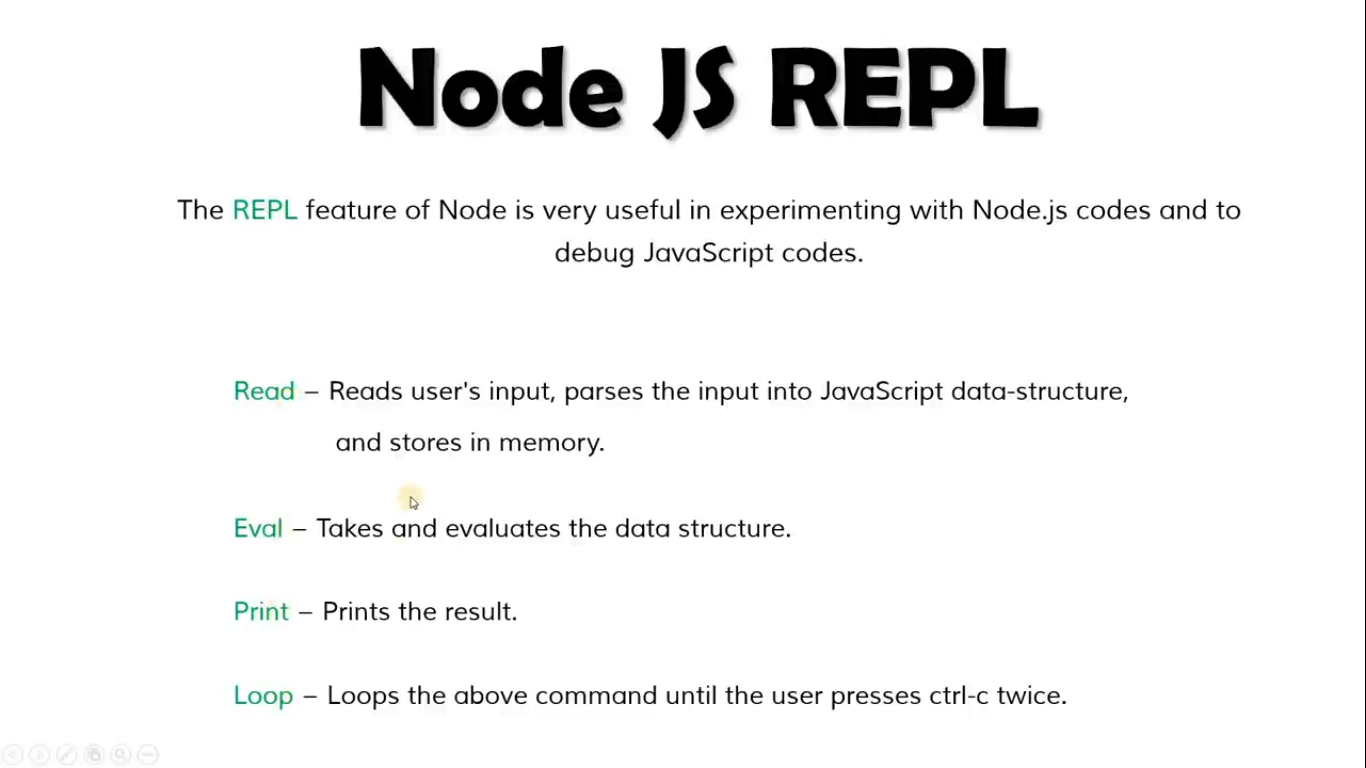 Node JS REPL
The REPL feature of Node is very useful in experimenting with Node.js codes and to
debug JavaScript codes.
Read – Reads user's input, parses the input into JavaScript data-structure,
and stores in memory.
Eval – Takes and evaluates the data structure.
Print – Prints the result.
Loop – Loops the above command until the user presses ctrl-c twice.